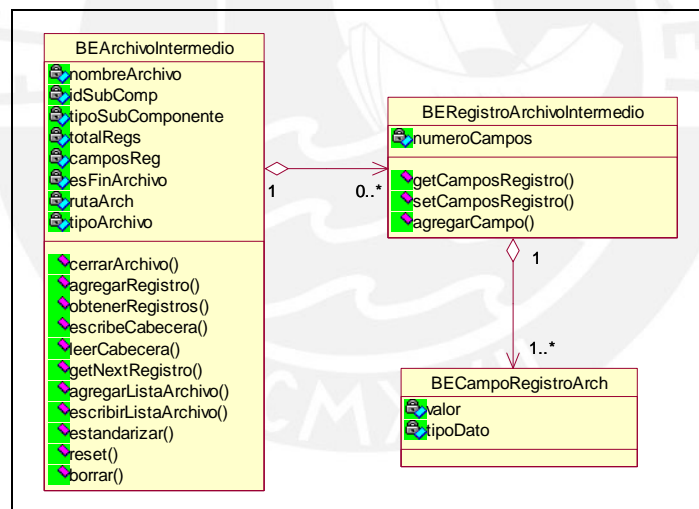 BEArchivoIntermedio
nombreArchivo
idSubComp
tipoSubComponente
totalRegs
camposReg
esFinArchivo
rutaArch
tipoArchivo
cerrarArchivo()
agregarRegistro()
obtenerRegistros()
escribeCabecera()
leerCabecera()
getNextRegistro()
agregarListaArchivo()
escribirListaArchivo()
estandarizar()
reset()
borrar()
1
0..*
BERegistroArchivoIntermedio
numeroCampos
getCamposRegistro()
setCamposRegistro()
agregarCampo()
1
1..*
BECampoRegistroArch
valor
tipoDato